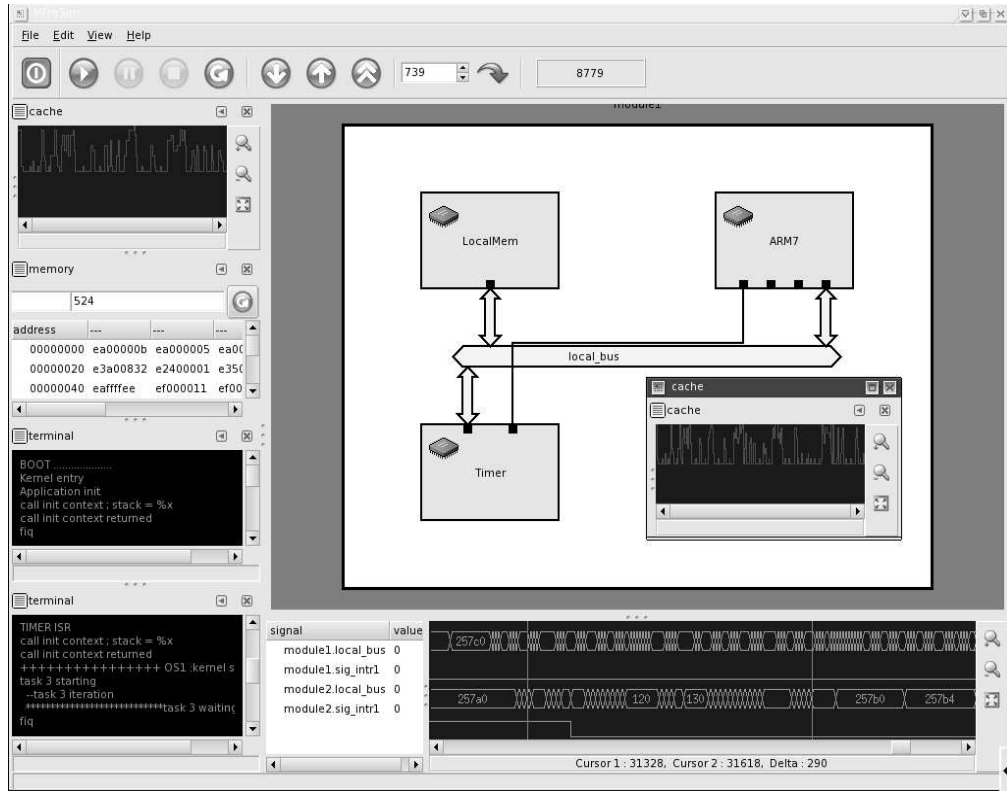 File Edit View Help
739
8779
cache
memory
524
address --- --- ---
00000000 ea00000b ea000005 ea0(
00000020 e3a00832 e2400001 e35(
00000040 eaffffee ef000011 ef00
terminal
BOOT ....................
Kernel entry
Application init
call init context ; stack = %x
call init context returned
fiq
terminal
TIMER ISR
call init context ; stack = %x
call init context returned
++++++++++++++++ OS1 :kernel s
task 3 starting
--task 3 iteration
****************************task 3 waiting
fiq
module1
LocalMem
ARM7
local_bus
Timer
cache
cache
signal value
module1.local_bus 0
module1.sig_intr1 0
module2.local_bus 0
module2.sig_intr1 0
257c0
257a0 120 130 257b0 257b4
Cursor 1 : 31328, Cursor 2 : 31618, Delta : 290